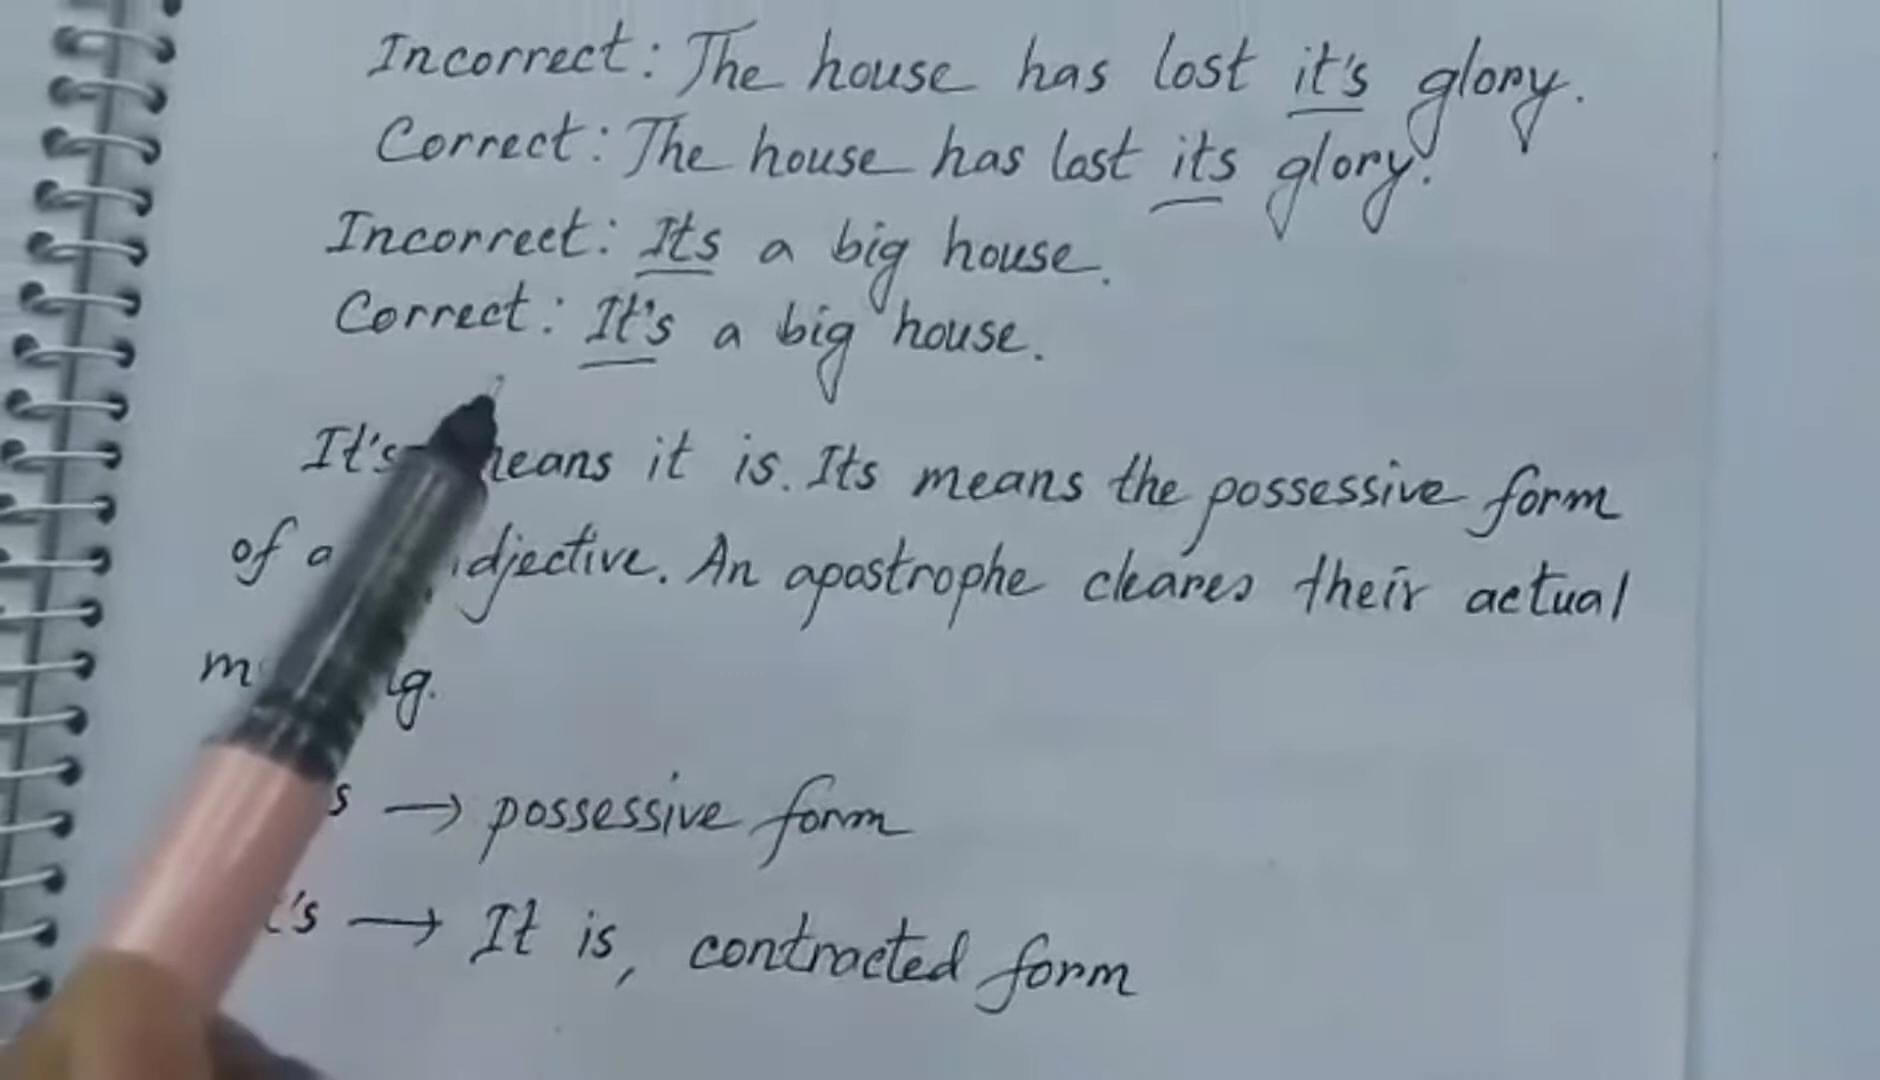 Incorrect: The house has lost it's glory.
Correct: The house has lost its glory.
Incorrect: Its a big house.
Correct: It's a big house.
It's means it is. Its means the possessive form
of a adjective. An apostrophe cleares their actual
→ possessive form
→ It is, contracted form